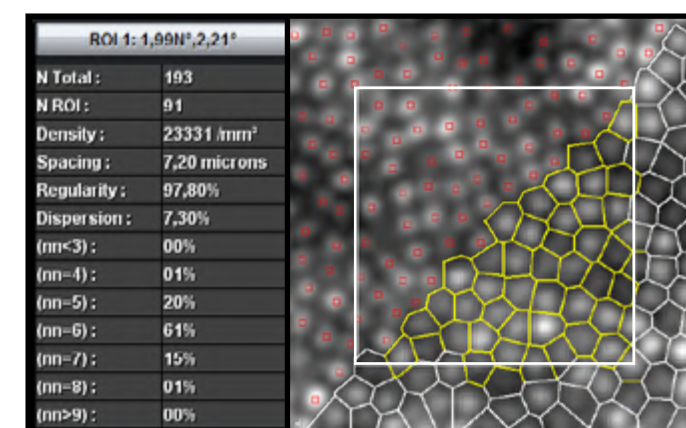 ROI 1: 1,99N°,2,21°
N Total : 193
N ROI : 91
Density : 23331 /mm²
Spacing : 7,20 microns
Regularity : 97,80%
Dispersion : 7,30%
(nn<3) : 00%
(nn=4) : 01%
(nn=5) : 20%
(nn=6) : 61%
(nn=7) : 15%
(nn=8) : 01%
(nn>9) : 00%